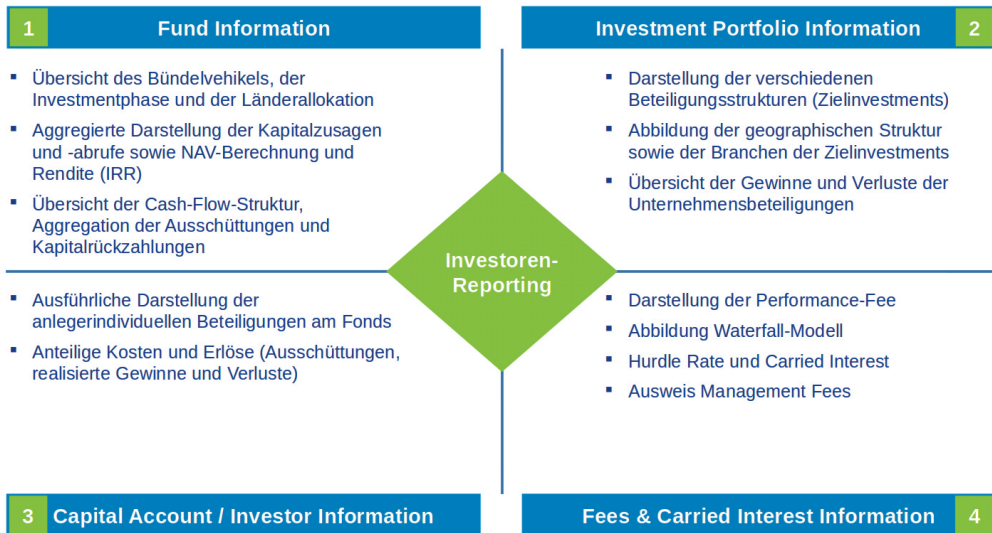 1
Fund Information
Übersicht des Bündelvehikels, der
Investmentphase und der Länderallokation
Aggregierte Darstellung der Kapitalzusagen
und -abrufe sowie NAV-Berechnung und
Rendite (IRR)
Übersicht der Cash-Flow-Struktur,
Aggregation der Ausschüttungen und
Kapitalrückzahlungen
Investment Portfolio Information
2
Darstellung der verschiedenen
Beteiligungsstrukturen (Zielinvestments)
Abbildung der geographischen Struktur
sowie der Branchen der Zielinvestments
Übersicht der Gewinne und Verluste der
Unternehmensbeteiligungen
Investoren-
Reporting
Ausführliche Darstellung der
anlegerindividuellen Beteiligungen am Fonds
Anteilige Kosten und Erlöse (Ausschüttungen,
realisierte Gewinne und Verluste)
3
Capital Account / Investor Information
Darstellung der Performance-Fee
Abbildung Waterfall-Modell
Hurdle Rate und Carried Interest
Ausweis Management Fees
Fees & Carried Interest Information
4